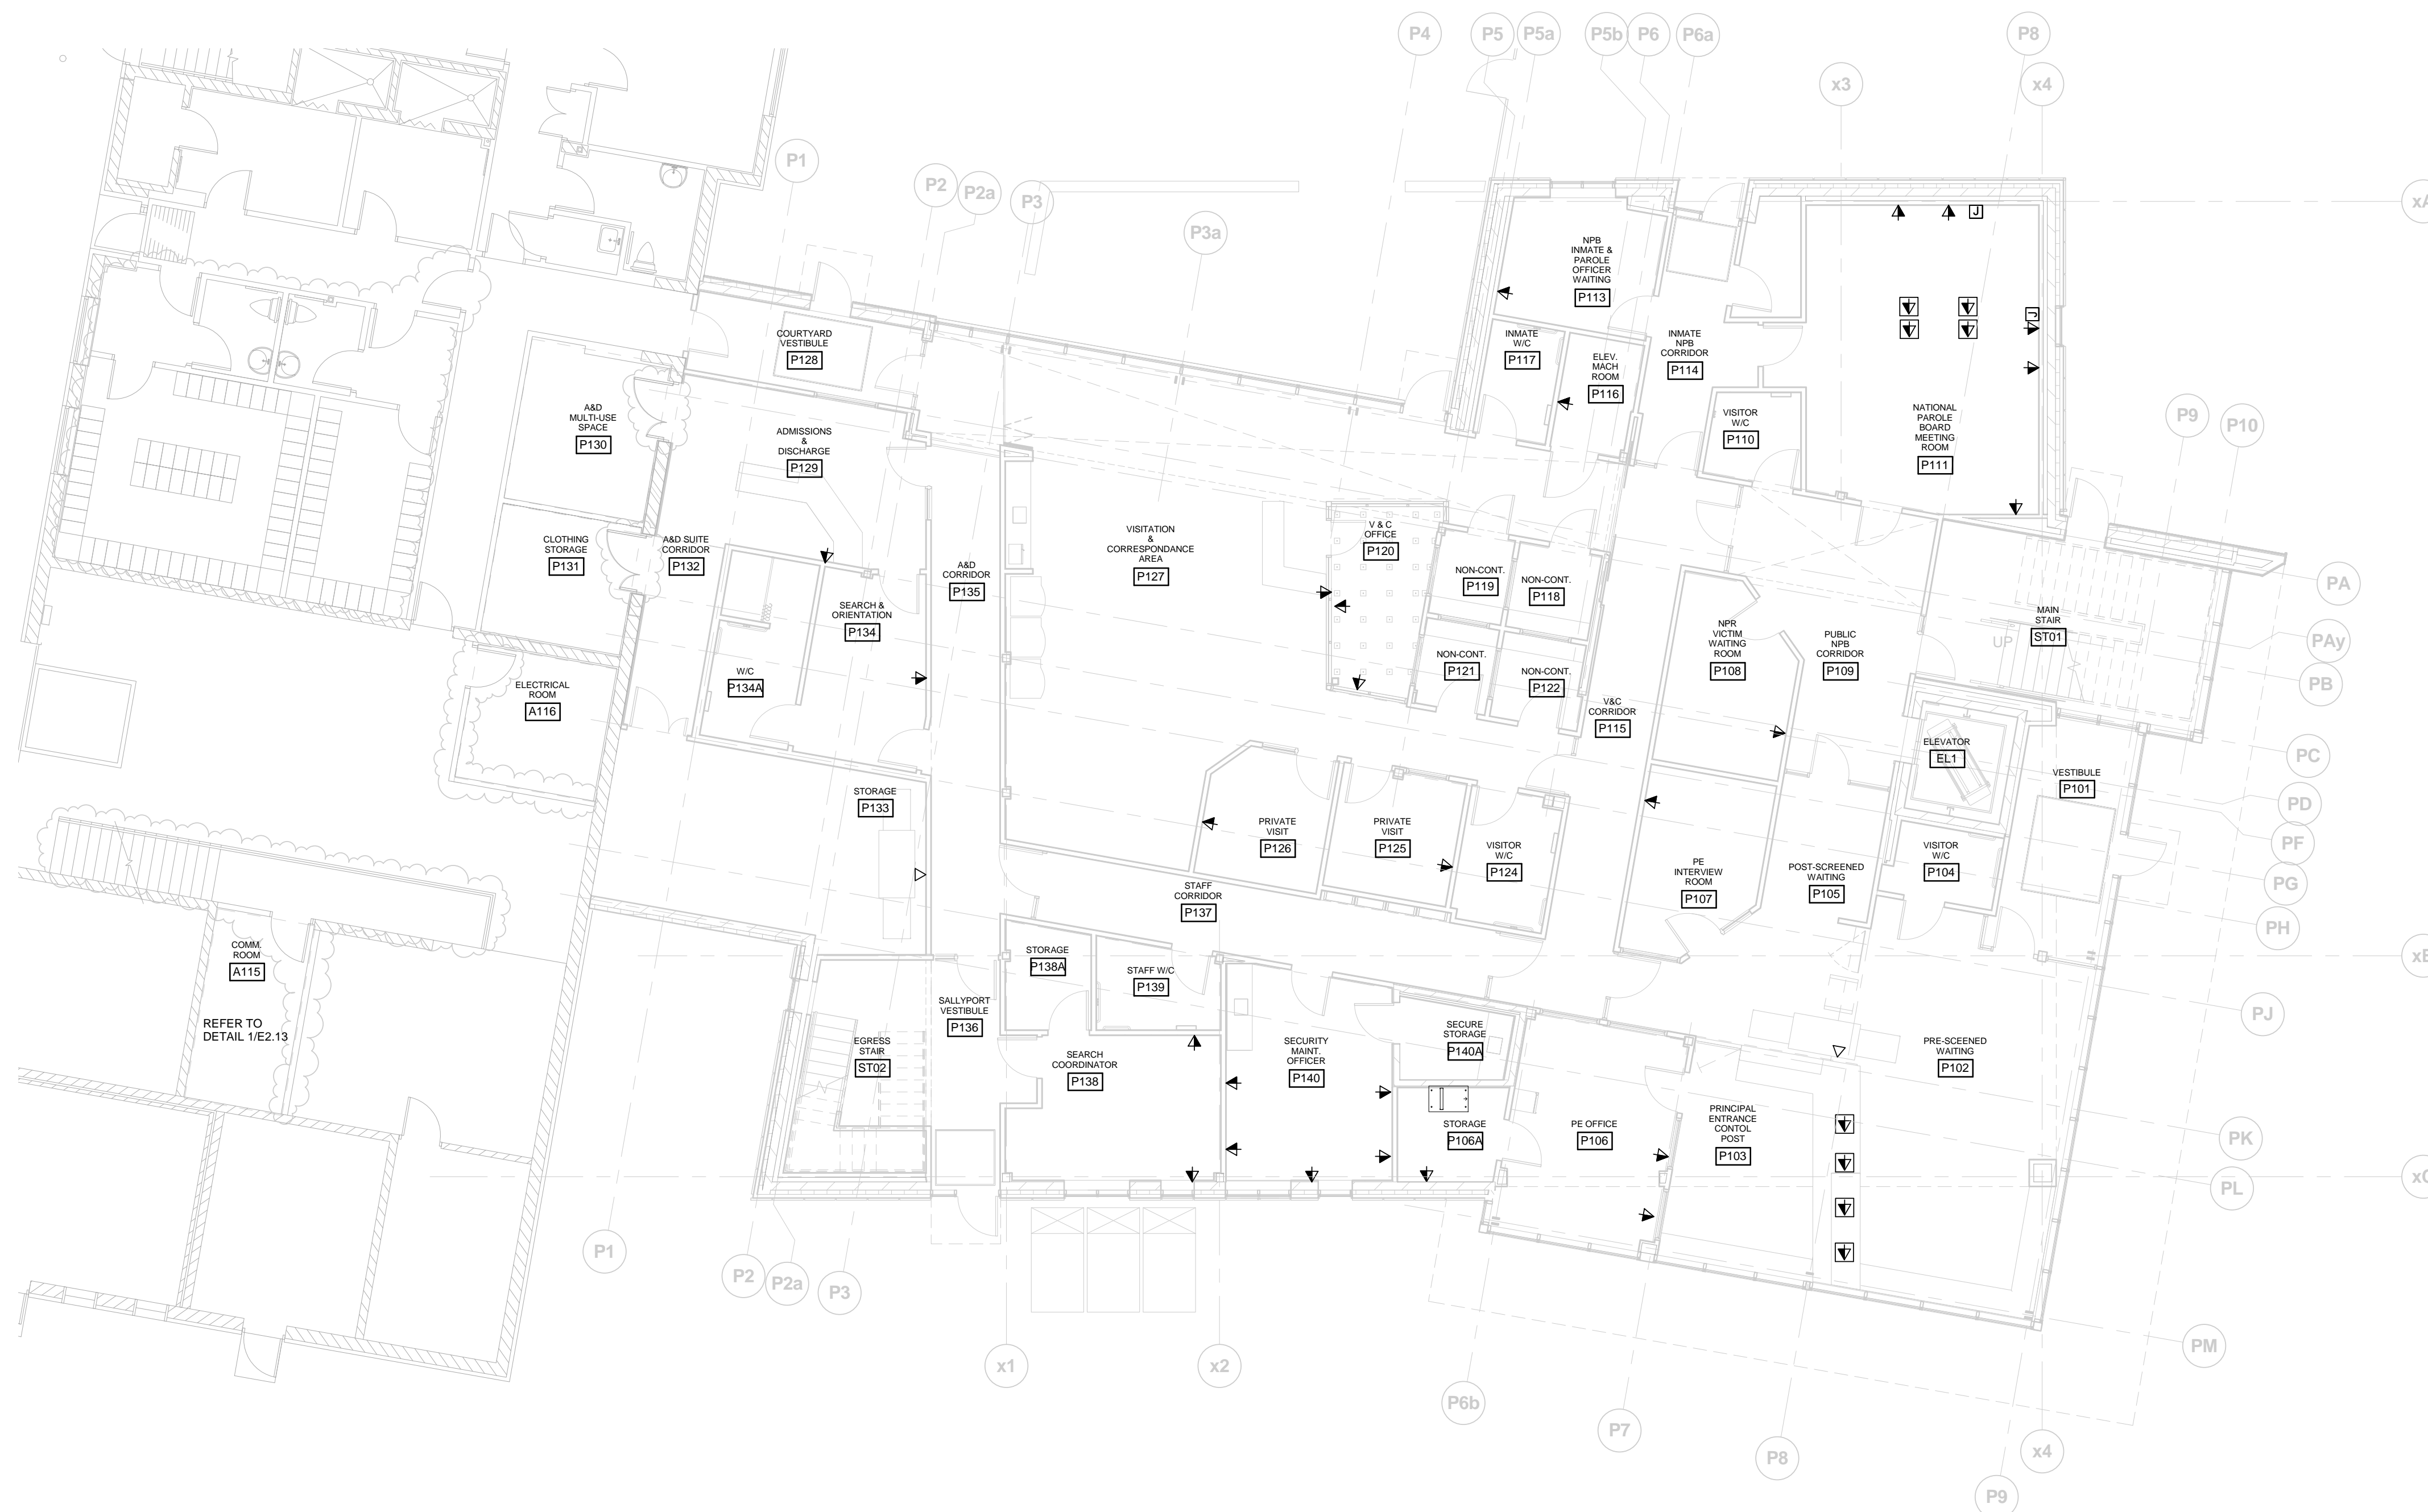 P4
P5
P5a
P5b
P6
P6a
P8
x3
x4
P1
P2
P2a
P3
P3a
xA
NPB
INMATE &
PAROLE
OFFICER
WAITING
P113
COURTYARD
VESTIBULE
P128
INMATE
W/C
P117
ELEV.
MACH
ROOM
P116
INMATE
NPB
CORRIDOR
P114
J
J
A&D
MULTI-USE
SPACE
P130
ADMISSIONS
&
DISCHARGE
P129
VISITOR
W/C
P110
NATIONAL
PAROLE
BOARD
MEETING
ROOM
P111
P9
P10
CLOTHING
STORAGE
P131
A&D SUITE
CORRIDOR
P132
A&D
CORRIDOR
P135
VISITATION
&
CORRESPONDANCE
AREA
P127
V & C
OFFICE
P120
NON-CONT.
P119
NON-CONT.
P118
PA
SEARCH &
ORIENTATION
P134
MAIN
STAIR
ST01
UP
PAy
NPR
VICTIM
WAITING
ROOM
P108
PUBLIC
NPB
CORRIDOR
P109
NON-CONT.
P121
NON-CONT.
P122
W/C
P134A
ELECTRICAL
ROOM
A116
PB
V&C
CORRIDOR
P115
ELEVATOR
EL1
PC
VESTIBULE
P101
STORAGE
P133
PD
PRIVATE
VISIT
P126
PRIVATE
VISIT
P125
VISITOR
W/C
P124
PF
VISITOR
W/C
P104
PE
INTERVIEW
ROOM
P107
POST-SCREENED
WAITING
P105
PG
STAFF
CORRIDOR
P137
PH
COMM.
ROOM
A115
STORAGE
P138A
STAFF W/C
P139
xB
REFER TO
DETAIL 1/E2.13
SALLYPORT
VESTIBULE
P136
PJ
EGRESS
STAIR
ST02
SEARCH
COORDINATOR
P138
SECURITY
MAINT.
OFFICER
P140
SECURE
STORAGE
P140A
PRE-SCEENED
WAITING
P102
STORAGE
P106A
PE OFFICE
P106
PRINCIPAL
ENTRANCE
CONTOL
POST
P103
PK
PL
xC
P1
P2
P2a
P3
PM
x1
x2
P6b
P7
P8
x4
P9